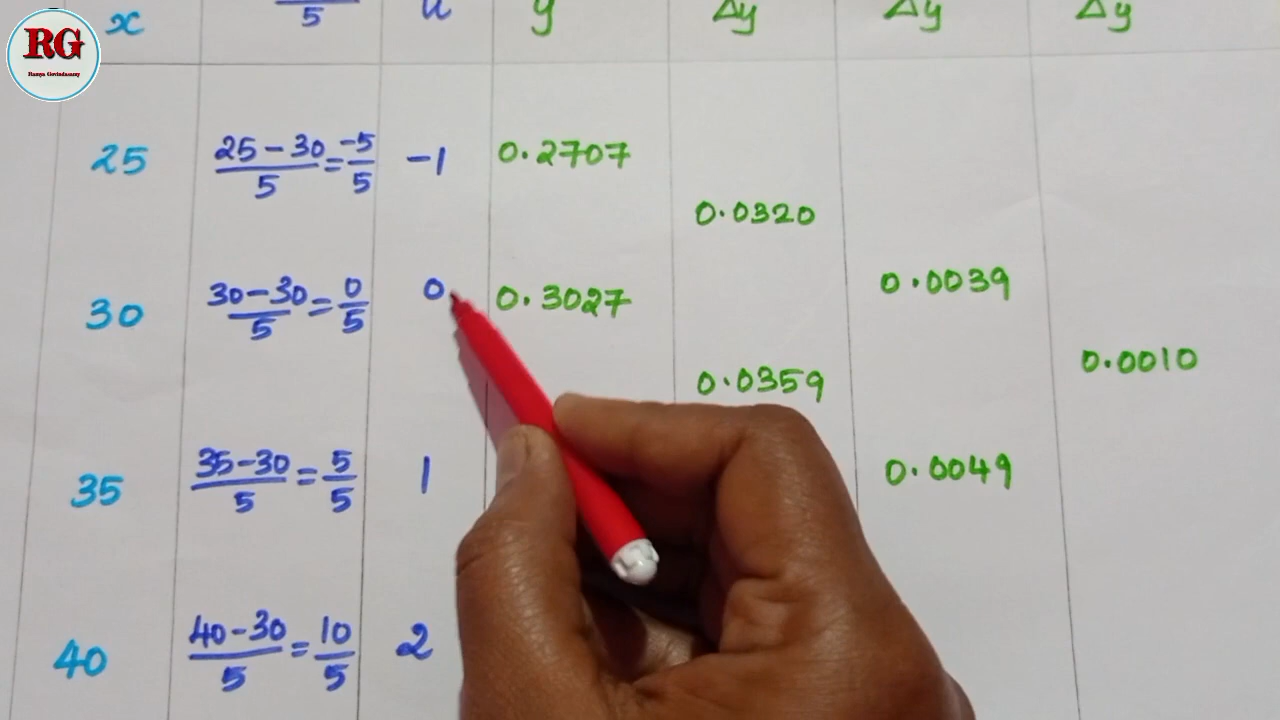 RG
Ramya Govindasamy
x 5 u y Δy Δy Δy
25 25-30/5 = -5/5 -1 0.2707
0.0320
30 30-30/5 = 0/5 0 0.3027 0.0039
0.0359 0.0010
35 35-30/5 = 5/5 1 0.0049
40 40-30/5 = 10/5 2